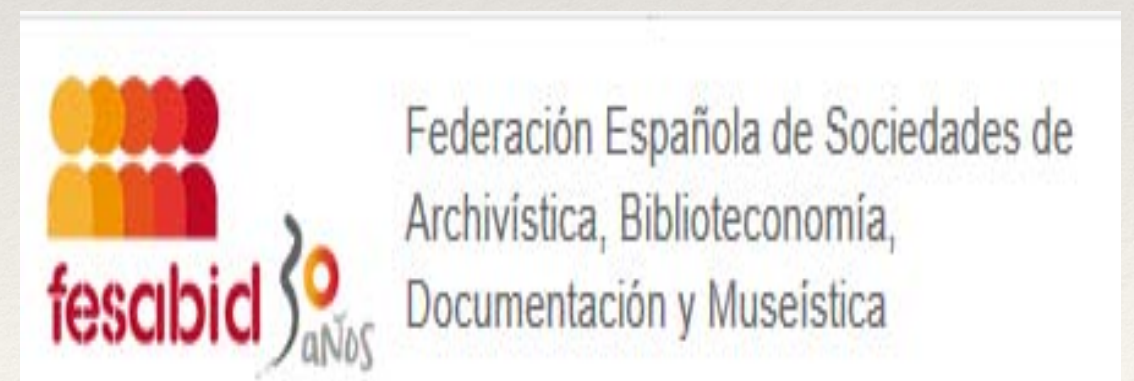 Federación Española de Sociedades de
Archivística, Biblioteconomía,
Documentación y Museística
fesabid 30
años